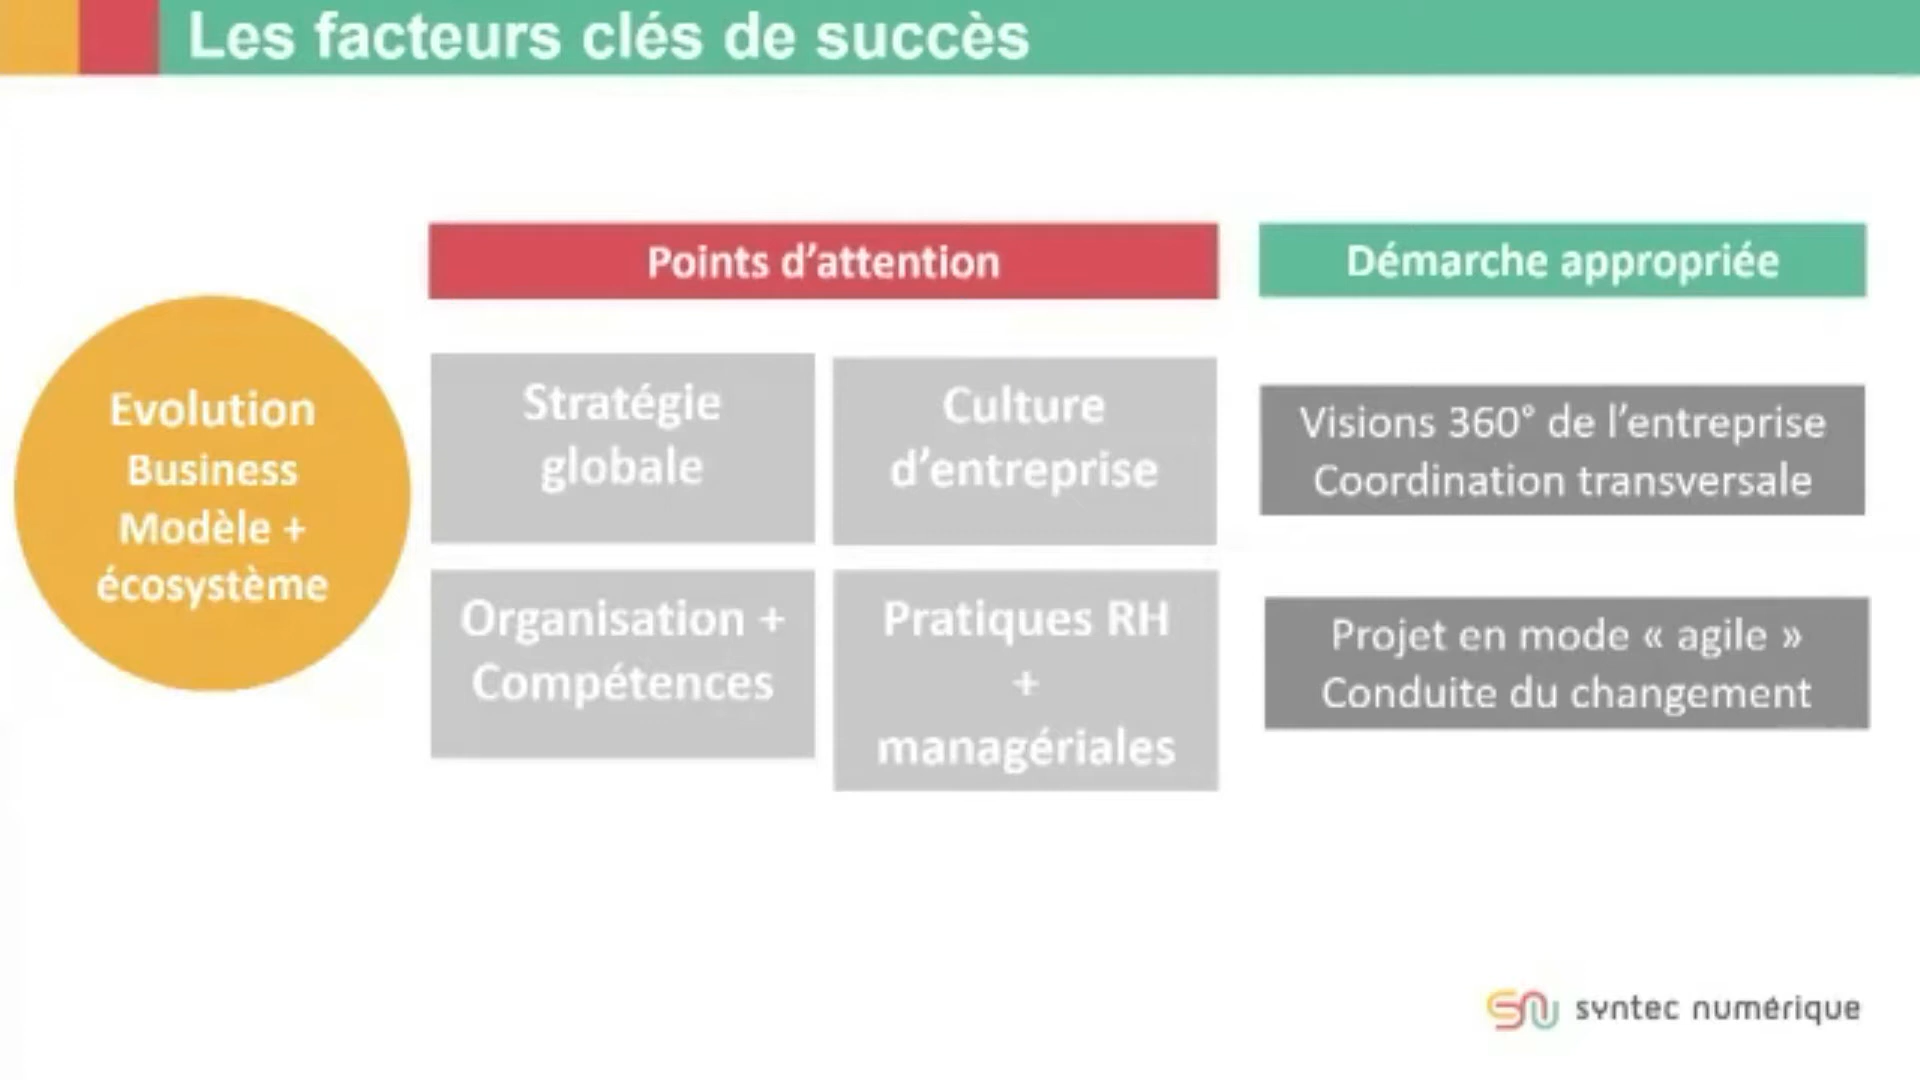 Les facteurs clés de succès
Points d’attention
Démarche appropriée
Evolution
Business
Modèle +
écosystème
Stratégie
globale
Culture
d’entreprise
Organisation +
Compétences
Pratiques RH
+
managériales
Visions 360° de l’entreprise
Coordination transversale
Projet en mode « agile »
Conduite du changement
syntec numérique